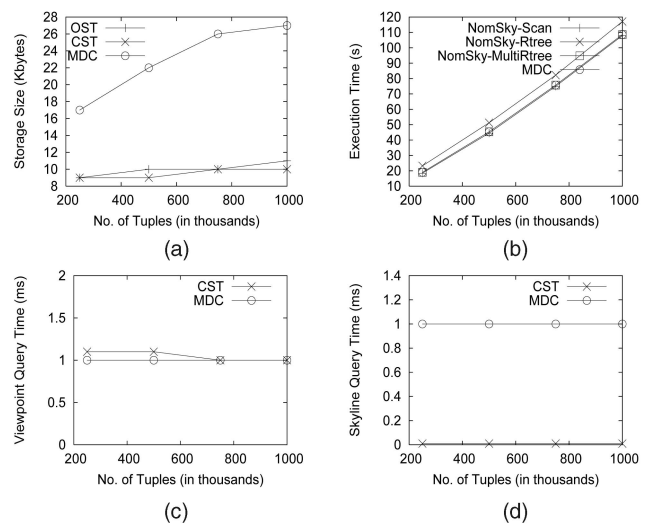 Storage Size (Kbytes)
28
26
24
22
20
18
16
14
12
10
8
OST
CST
MDC
200 400 600 800 1000
No. of Tuples (in thousands)
(a)
Execution Time (s)
120
110
100
90
80
70
60
50
40
30
20
10
NomSky-Scan
NomSky-Rtree
NomSky-MultiRtree
MDC
200 400 600 800 1000
No. of Tuples (in thousands)
(b)
Viewpoint Query Time (ms)
2
1.5
1
0.5
0
CST
MDC
200 400 600 800 1000
No. of Tuples (in thousands)
(c)
Skyline Query Time (ms)
1.4
1.2
1
0.8
0.6
0.4
0.2
0
CST
MDC
200 400 600 800 1000
No. of Tuples (in thousands)
(d)